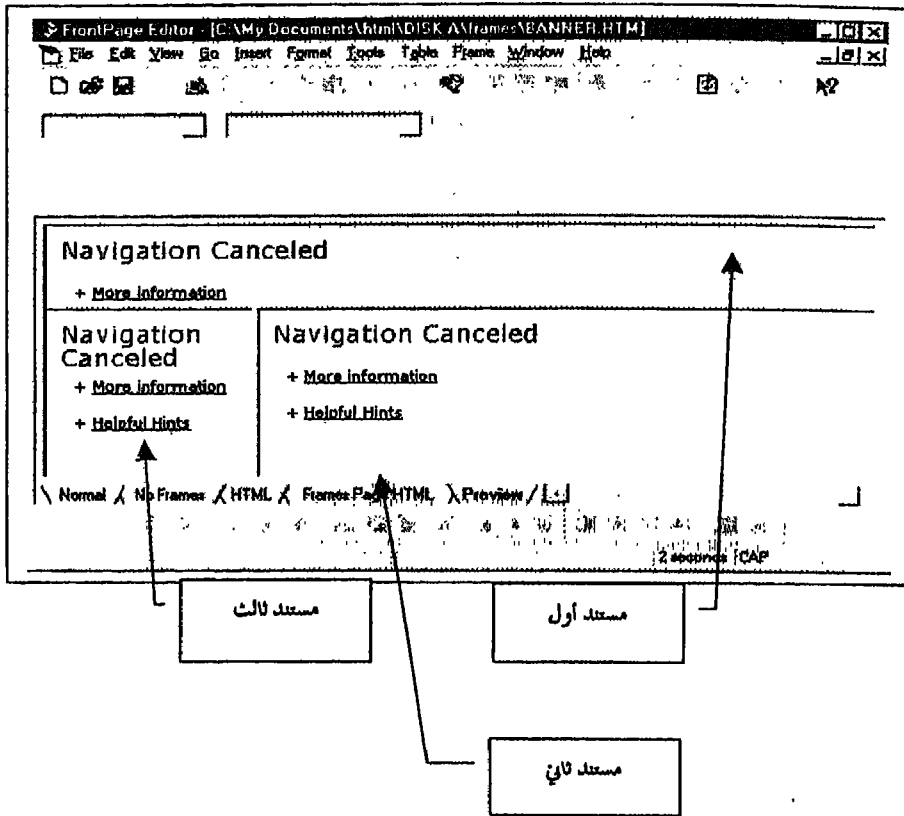 FrontPage Editor - [C:\My Documents\html\DISK A\frames\BANNER.HTM]
File Edit View Go Insert Format Tools Table Frame Window Help
Navigation Canceled
+ More information
Navigation Canceled
+ More information
+ Helpful Hints
Navigation Canceled
+ More information
+ Helpful Hints
Normal No Frames HTML Frames Page HTML Preview
2 seconds CAP
مستند ثالث
مستند أول
مستند ثاني